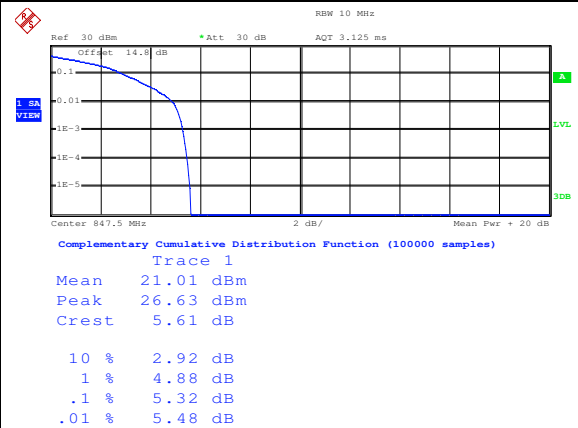 RBW 10 MHz
Ref 30 dBm *Att 30 dB AQT 3.125 ms
Offset 14.8 dB
0.1
A
0.01
1 SA
VIEW
1E-3
LVL
1E-4
1E-5
3DB
Center 847.5 MHz 2 dB/ Mean Pwr + 20 dB
Complementary Cumulative Distribution Function (100000 samples)
Trace 1
Mean 21.01 dBm
Peak 26.63 dBm
Crest 5.61 dB
10 % 2.92 dB
1 % 4.88 dB
.1 % 5.32 dB
.01 % 5.48 dB